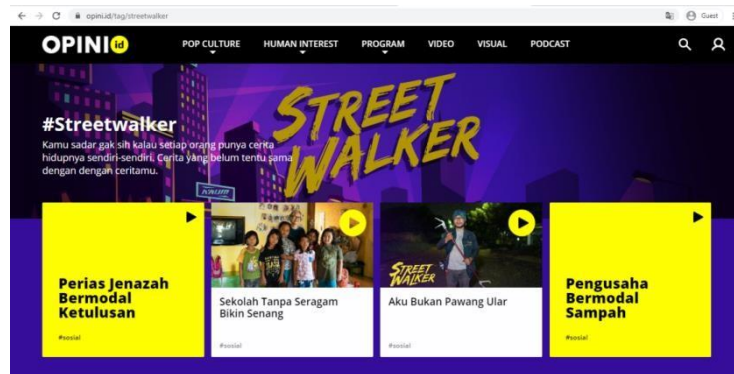 opini.id/tag/streetwalker
Guest
OPINI id
POP CULTURE HUMAN INTEREST PROGRAM VIDEO VISUAL PODCAST
STREET
WALKER
#Streetwalker
Kamu sadar gak sih kalau setiap orang punya cerita
hidupnya sendiri-sendiri. Cerita yang belum tentu sama
dengan dengan ceritamu.
Perias Jenazah
Bermodal
Ketulusan
#sosial
Sekolah Tanpa Seragam
Bikin Senang
#sosial
STREET
WALKER
Aku Bukan Pawang Ular
#sosial
Pengusaha
Bermodal
Sampah
#sosial